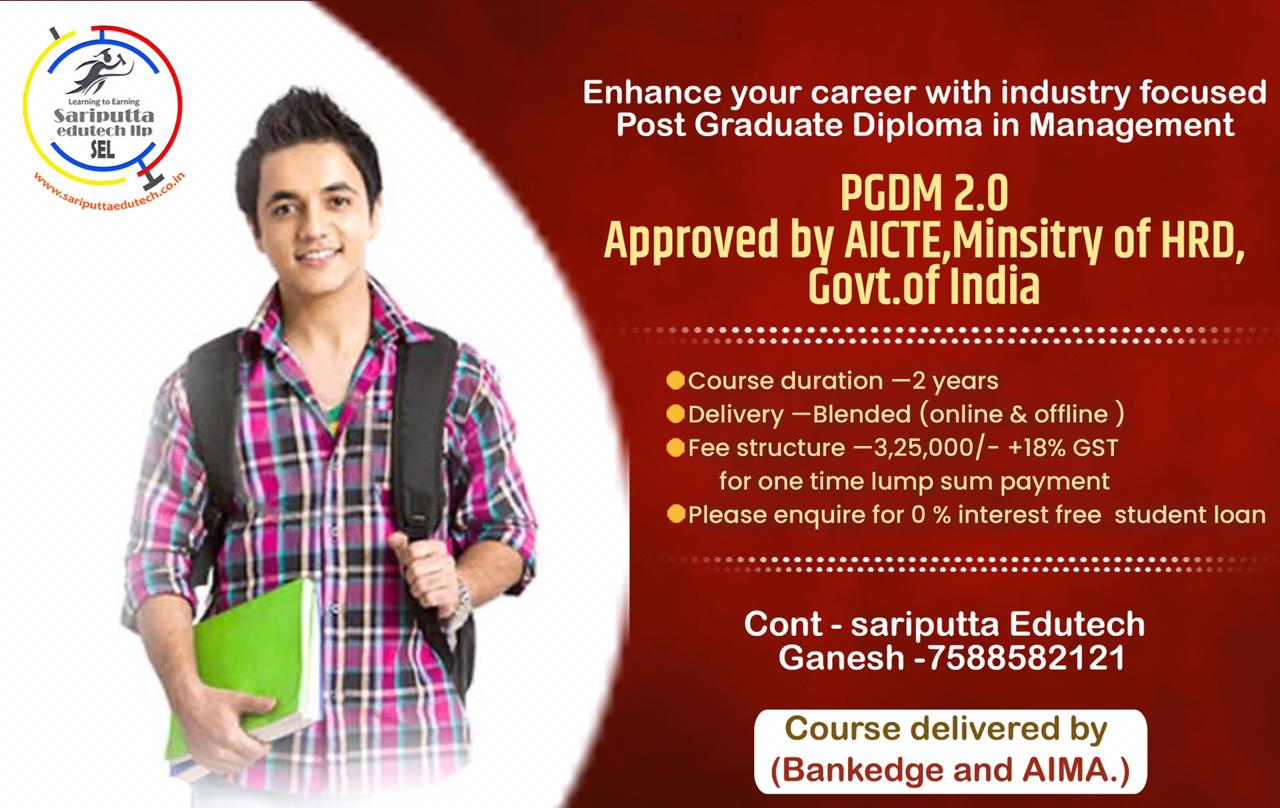 Learning to Earning
Sariputta
edutech llp
SEL
www.sariputtaedutech.co.in
Enhance your career with industry focused
Post Graduate Diploma in Management
PGDM 2.0
Approved by AICTE,Minsitry of HRD,
Govt.of India
Course duration —2 years
Delivery —Blended (online & offline )
Fee structure —3,25,000/- +18% GST
for one time lump sum payment
Please enquire for 0 % interest free student loan
Cont - sariputta Edutech
Ganesh -7588582121
Course delivered by
(Bankedge and AIMA.)